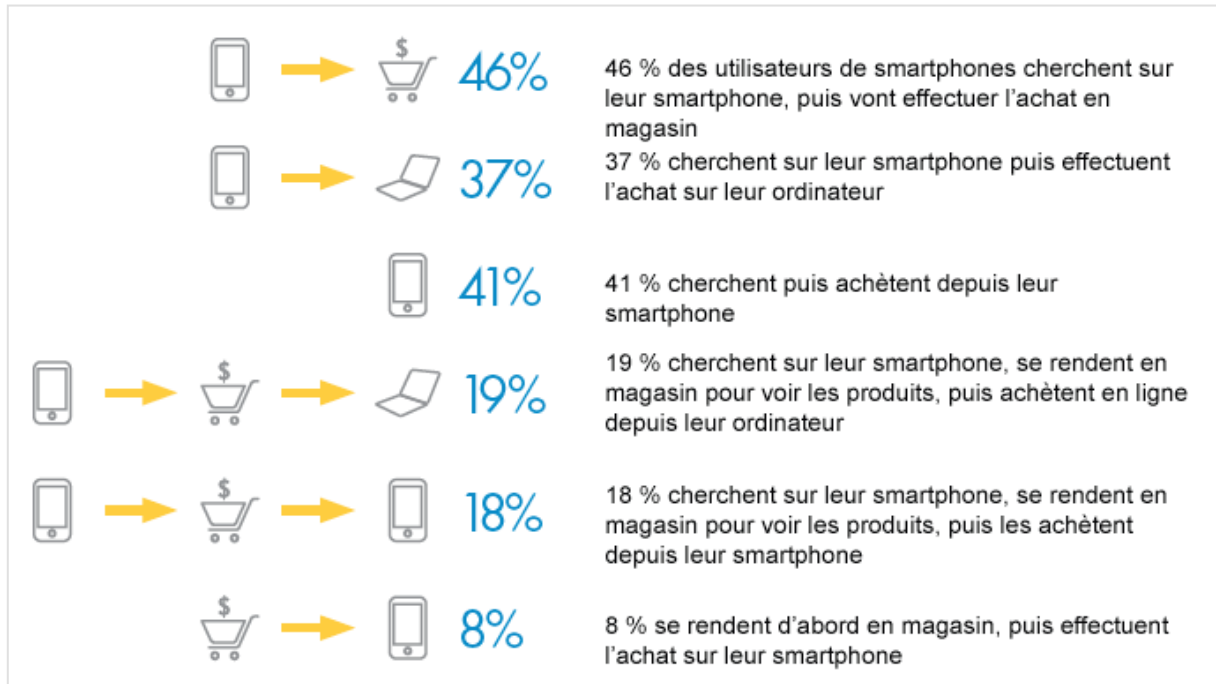 46%
46 % des utilisateurs de smartphones cherchent sur
leur smartphone, puis vont effectuer l'achat en
magasin
37%
37 % cherchent sur leur smartphone puis effectuent
l'achat sur leur ordinateur
41%
41 % cherchent puis achètent depuis leur
smartphone
19%
19 % cherchent sur leur smartphone, se rendent en
magasin pour voir les produits, puis achètent en ligne
depuis leur ordinateur
18%
18 % cherchent sur leur smartphone, se rendent en
magasin pour voir les produits, puis les achètent
depuis leur smartphone
8%
8 % se rendent d'abord en magasin, puis effectuent
l'achat sur leur smartphone